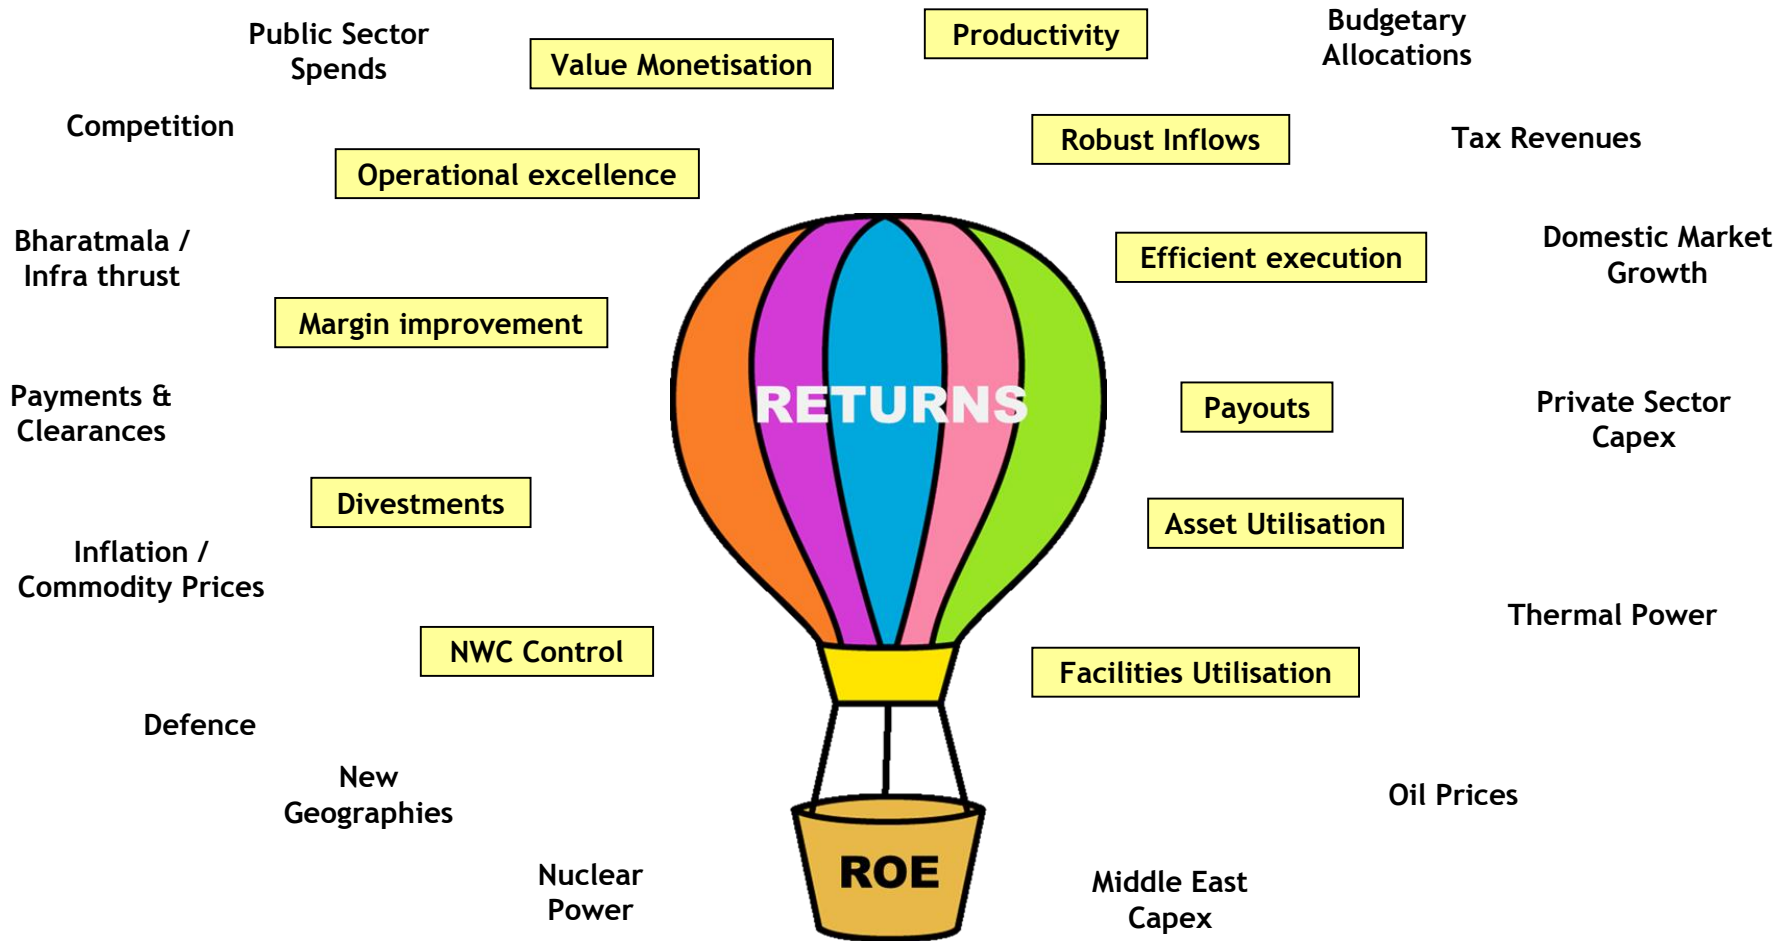 Public Sector
Spends
Value Monetisation
Productivity
Budgetary
Allocations
Competition
Operational excellence
Robust Inflows
Tax Revenues
Bharatmala /
Infra thrust
Margin improvement
Efficient execution
Domestic Market
Growth
Payments &
Clearances
RETURNS
Payouts
Private Sector
Capex
Divestments
Asset Utilisation
Inflation /
Commodity Prices
Thermal Power
NWC Control
Facilities Utilisation
Defence
New
Geographies
Oil Prices
Nuclear
Power
ROE
Middle East
Capex